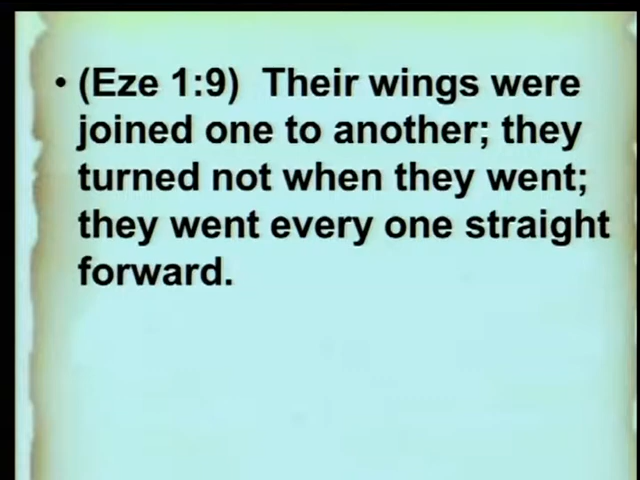 • (Eze 1:9)  Their wings were
joined one to another; they
turned not when they went;
they went every one straight
forward.